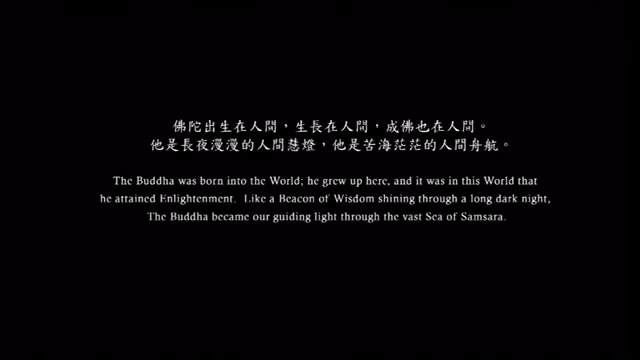 佛陀出生在人間，生長在人間，成佛也在人間。
他是長夜漫漫的人間慧燈，他是苦海茫茫的人間舟航。
The Buddha was born into the World; he grew up here, and it was in this World that
he attained Enlightenment.  Like a Beacon of Wisdom shining through a long dark night,
The Buddha became our guiding light through the vast Sea of Samsara.